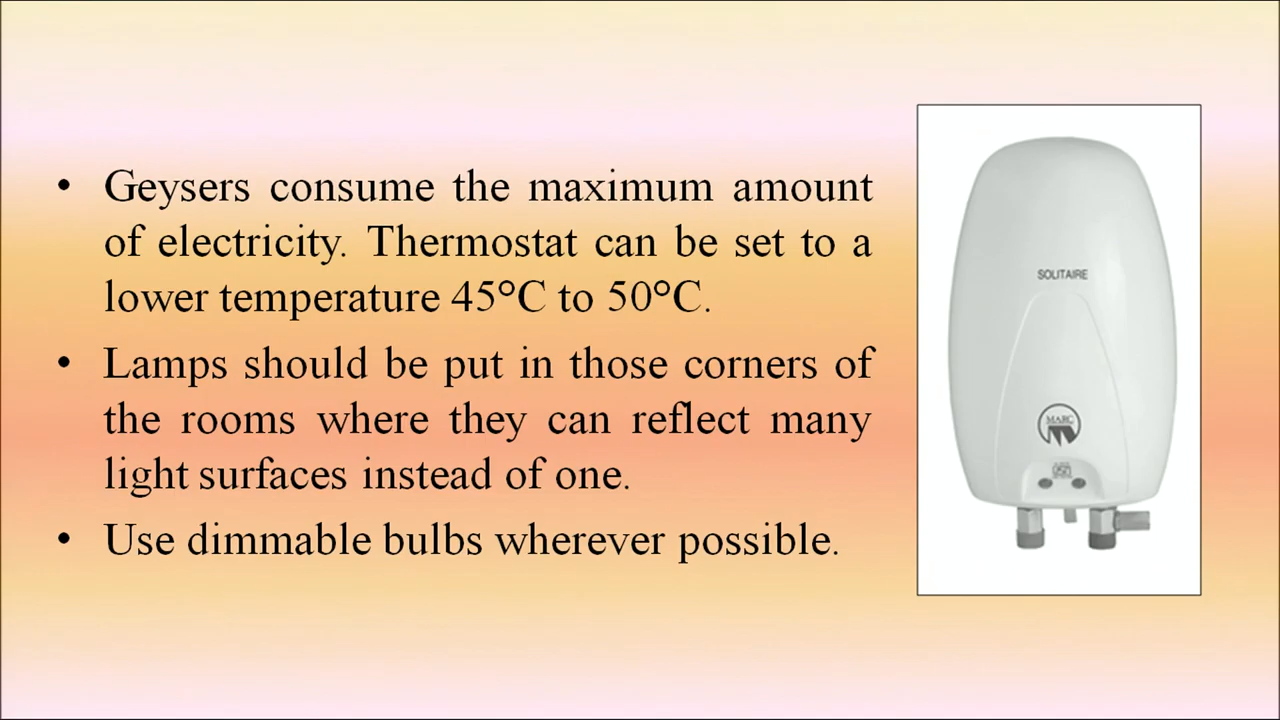 • Geysers consume the maximum amount
of electricity. Thermostat can be set to a
lower temperature 45°C to 50°C.
• Lamps should be put in those corners of
the rooms where they can reflect many
light surfaces instead of one.
• Use dimmable bulbs wherever possible.
SOLITAIRE
MARC